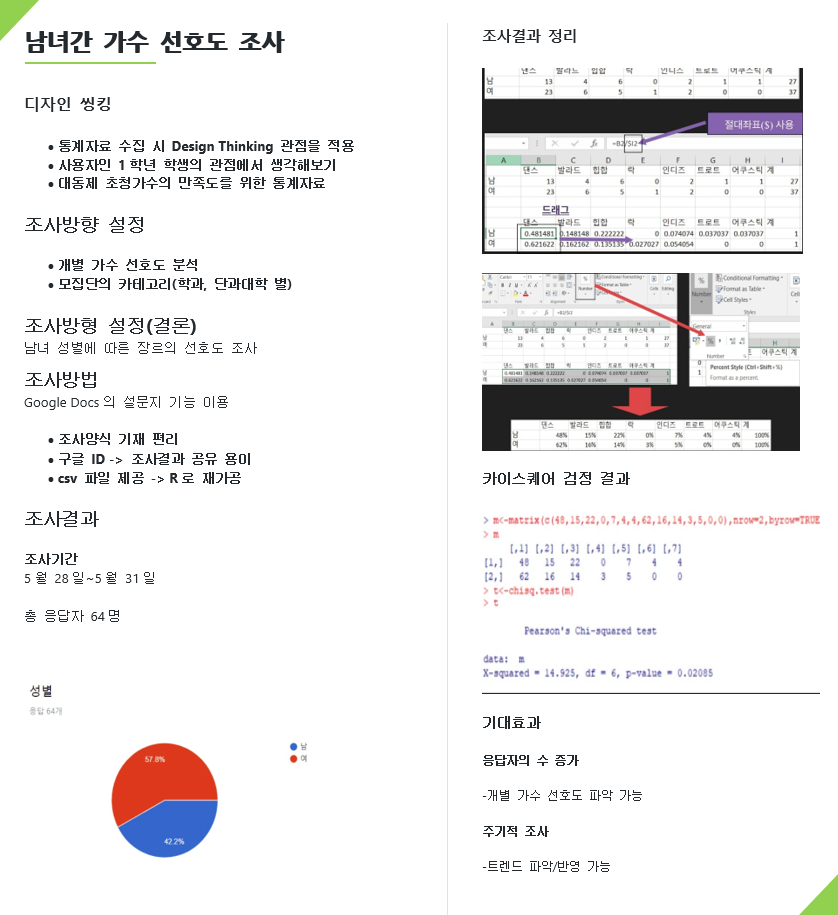 남녀간 가수 선호도 조사
디자인 씽킹
• 통계자료 수집 시 Design Thinking 관점을 적용
• 사용자인 1학년 학생의 관점에서 생각해보기
• 대동제 초청가수의 만족도를 위한 통계자료
조사방향 설정
• 개별 가수 선호도 분석
• 모집단의 카테고리(학과, 단과대학 별)
조사방형 설정(결론)
남녀 성별에 따른 장르의 선호도 조사
조사방법
Google Docs의 설문지 기능 이용
• 조사양식 기재 편리
• 구글 ID -> 조사결과 공유 용이
• csv 파일 제공 -> R로 재가공
조사결과
조사기간
5월 28일~5월 31일
총 응답자 64명
성별
응답 64개
남
여
57.8%
42.2%
조사결과 정리
댄스 발라드 힙합 락 인디즈 트로트 어쿠스틱 계
남 13 4 6 0 2 1 1 27
여 23 6 5 1 2 0 0 37
절대좌표($) 사용
fx =B2/$I2
A B C D E F G H I
댄스 발라드 힙합 락 인디즈 트로트 어쿠스틱 계
남 13 4 6 0 2 1 1 27
여 23 6 5 1 2 0 0 37
드래그
댄스 발라드 힙합 락 인디즈 트로트 어쿠스틱 계
남 0.481481 0.148148 0.222222 0 0.074074 0.037037 0.037037 1
여 0.621622 0.162162 0.135135 0.027027 0.054054 0 0 1
Number
Conditional Formatting
Format as Table
Cell Styles
Styles
General
Number
Percent Style (Ctrl+Shift+%)
Format as a percent.
댄스 발라드 힙합 락 인디즈 트로트 어쿠스틱 계
남 48% 15% 22% 0% 7% 4% 4% 100%
여 62% 16% 14% 3% 5% 0% 0% 100%
카이스퀘어 검정 결과
> m<-matrix(c(48,15,22,0,7,4,4,62,16,14,3,5,0,0),nrow=2,byrow=TRUE
> m
[,1] [,2] [,3] [,4] [,5] [,6] [,7]
[1,] 48 15 22 0 7 4 4
[2,] 62 16 14 3 5 0 0
> t<-chisq.test(m)
> t
Pearson's Chi-squared test
data: m
X-squared = 14.925, df = 6, p-value = 0.02085
기대효과
응답자의 수 증가
-개별 가수 선호도 파악 가능
주기적 조사
-트렌드 파악/반영 가능